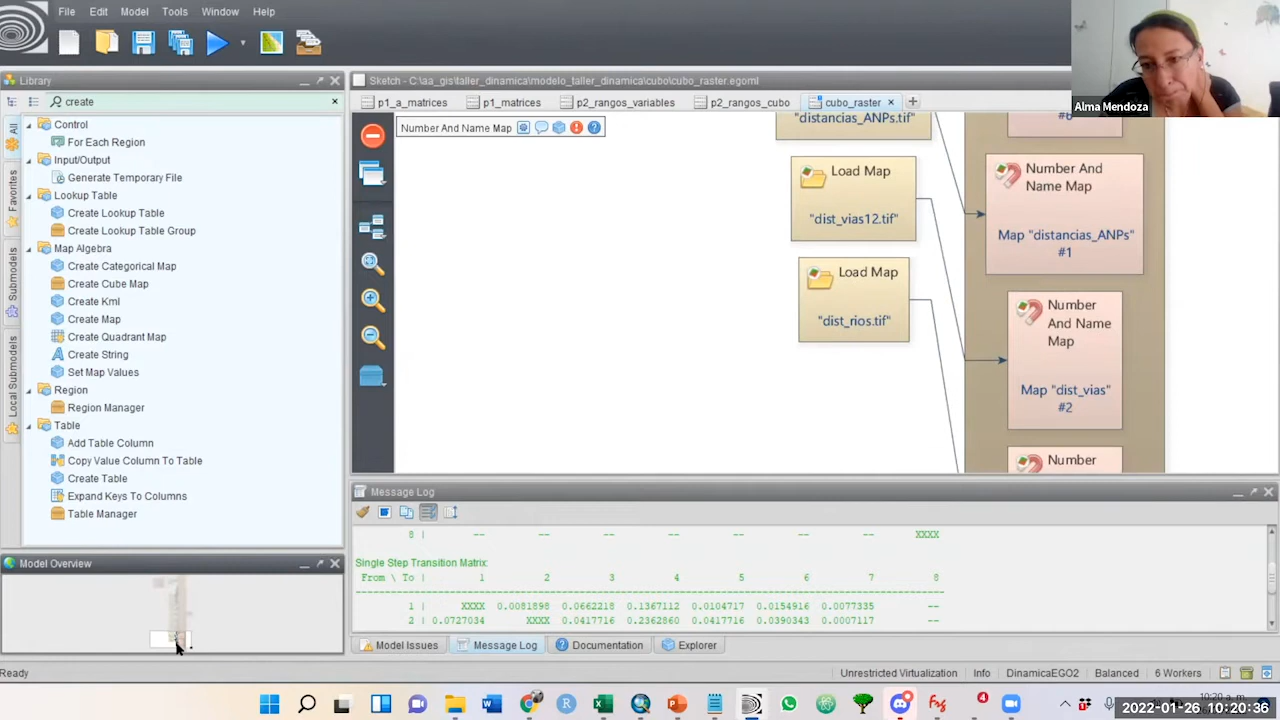 File Edit Model Tools Window Help
Library
create
All
Favorites
Submodels
Local Submodels
Control
For Each Region
Input/Output
Generate Temporary File
Lookup Table
Create Lookup Table
Create Lookup Table Group
Map Algebra
Create Categorical Map
Create Cube Map
Create Kml
Create Map
Create Quadrant Map
Create String
Set Map Values
Region
Region Manager
Table
Add Table Column
Copy Value Column To Table
Create Table
Expand Keys To Columns
Table Manager
Model Overview
Sketch - C:\aa_gis\taller_dinamica\modelo_taller_dinamica\cubo\cubo_raster.egoml
p1_a_matrices p1_matrices p2_rangos_variables p2_rangos_cubo cubo_raster
Number And Name Map
"distancias_ANPs.tif"
Load Map
"dist_vias12.tif"
Load Map
"dist_rios.tif"
#6
Number And
Name Map
Map "distancias_ANPs"
#1
Number
And Name
Map
Map "dist_vias"
#2
Number
Alma Mendoza
Message Log
8 | -- -- -- -- -- -- -- XXXX
Single Step Transition Matrix:
From \ To | 1 2 3 4 5 6 7 8
1 | XXXX 0.0081898 0.0662218 0.1367112 0.0104717 0.0154916 0.0077335 --
2 | 0.0727034 XXXX 0.0417716 0.2362860 0.0417716 0.0390343 0.0007117 --
Model Issues Message Log Documentation Explorer
Ready
Unrestricted Virtualization Info DinamicaEGO2 Balanced 6 Workers
10:20 a. m.
2022-01-26 10:20:36